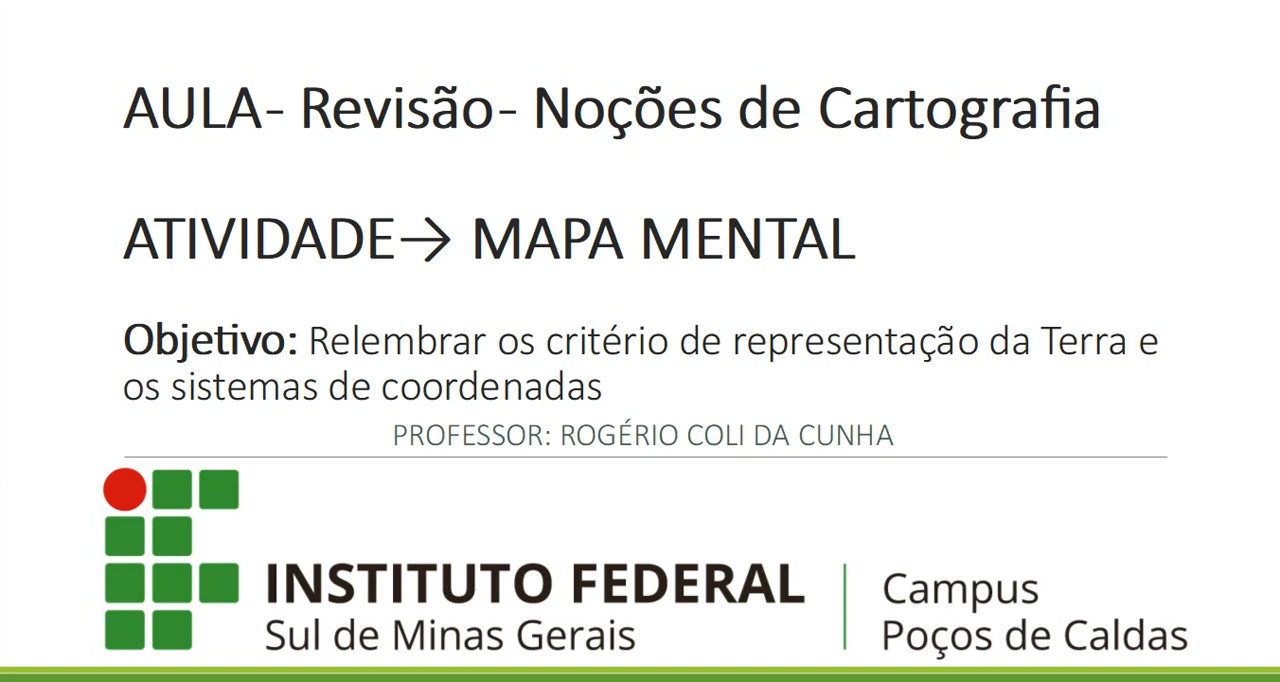 AULA- Revisão- Noções de Cartografia
ATIVIDADE→ MAPA MENTAL
Objetivo: Relembrar os critério de representação da Terra e
os sistemas de coordenadas
PROFESSOR: ROGÉRIO COLI DA CUNHA
INSTITUTO FEDERAL
Sul de Minas Gerais
Campus
Poços de Caldas